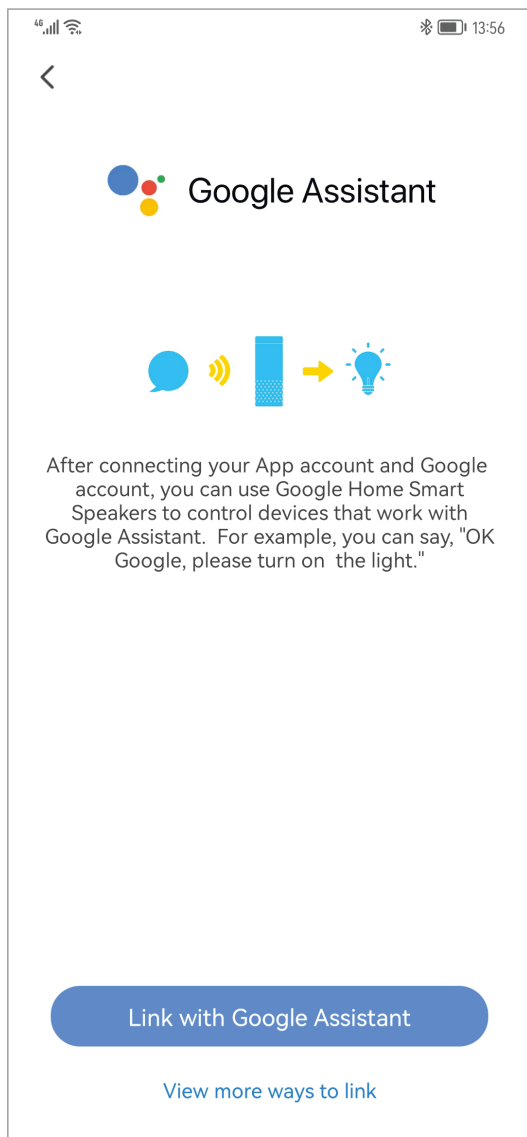 4G 13:56
Google Assistant
After connecting your App account and Google
account, you can use Google Home Smart
Speakers to control devices that work with
Google Assistant.  For example, you can say, "OK
Google, please turn on  the light."
Link with Google Assistant
View more ways to link